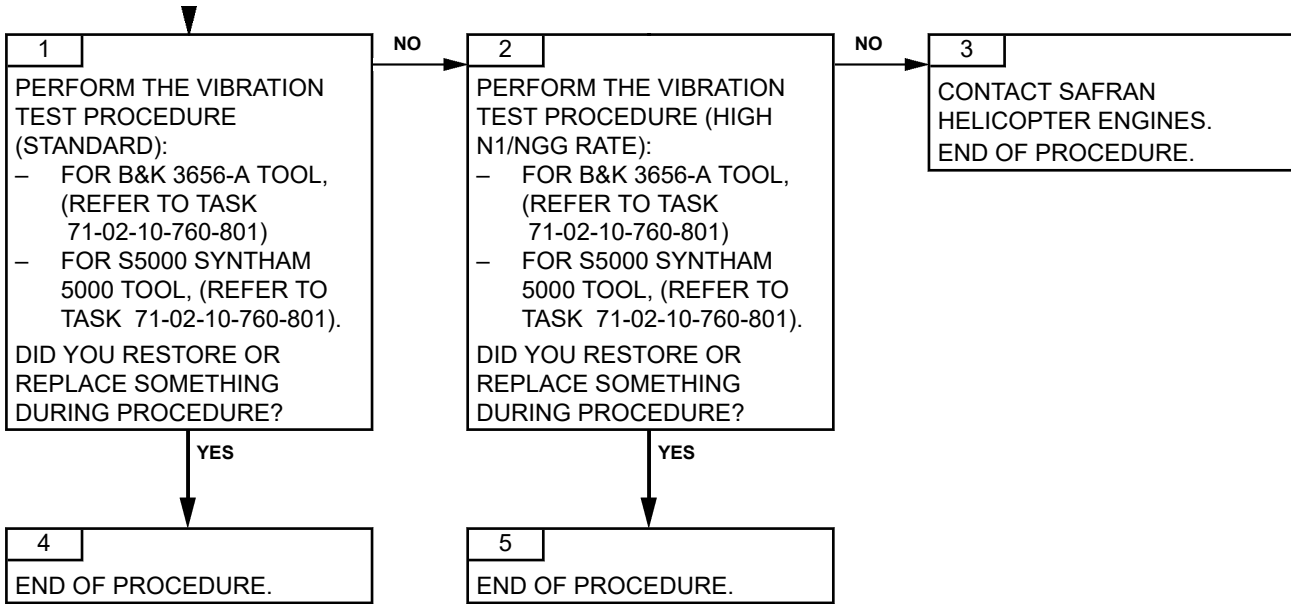 1
PERFORM THE VIBRATION
TEST PROCEDURE
(STANDARD):
– FOR B&K 3656-A TOOL,
(REFER TO TASK
71-02-10-760-801)
– FOR S5000 SYNTHAM
5000 TOOL, (REFER TO
TASK 71-02-10-760-801).
DID YOU RESTORE OR
REPLACE SOMETHING
DURING PROCEDURE?
NO
2
PERFORM THE VIBRATION
TEST PROCEDURE (HIGH
N1/NGG RATE):
– FOR B&K 3656-A TOOL,
(REFER TO TASK
71-02-10-760-801)
– FOR S5000 SYNTHAM
5000 TOOL, (REFER TO
TASK 71-02-10-760-801).
DID YOU RESTORE OR
REPLACE SOMETHING
DURING PROCEDURE?
NO
3
CONTACT SAFRAN
HELICOPTER ENGINES.
END OF PROCEDURE.
YES
YES
4
END OF PROCEDURE.
5
END OF PROCEDURE.